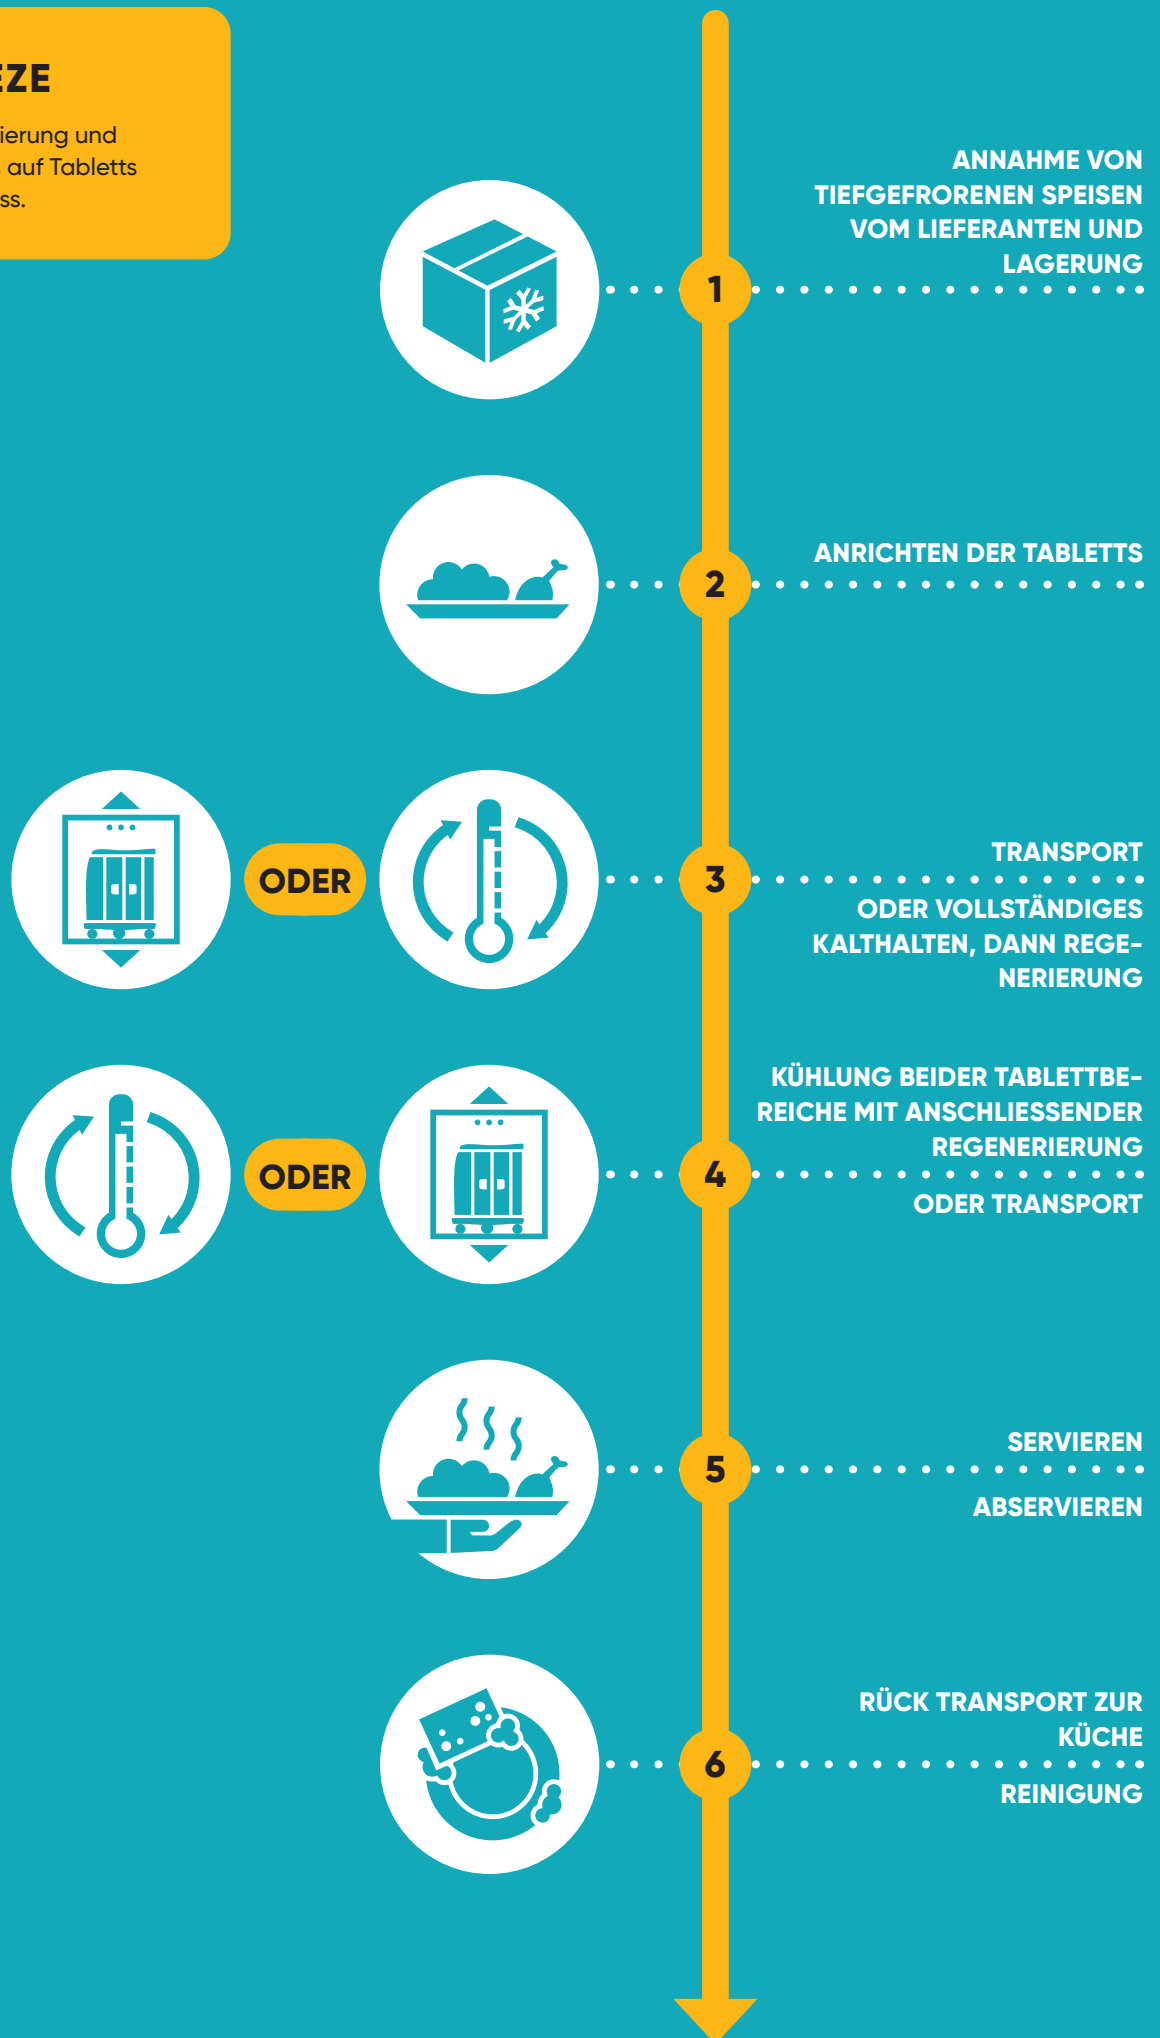 EZE
ierung und
auf Tabletts
ss.
ANNAHME VON
TIEFGEFRORENEN SPEISEN
VOM LIEFERANTEN UND
LAGERUNG
1
ANRICHTEN DER TABLETTS
2
TRANSPORT
ODER
3
ODER VOLLSTÄNDIGES
KALTHALTEN, DANN REGE-
NERIERUNG
KÜHLUNG BEIDER TABLETTBE-
REICHE MIT ANSCHLIESSENDER
REGENERIERUNG
ODER
4
ODER TRANSPORT
SERVIEREN
5
ABSERVIEREN
RÜCK TRANSPORT ZUR
KÜCHE
6
REINIGUNG